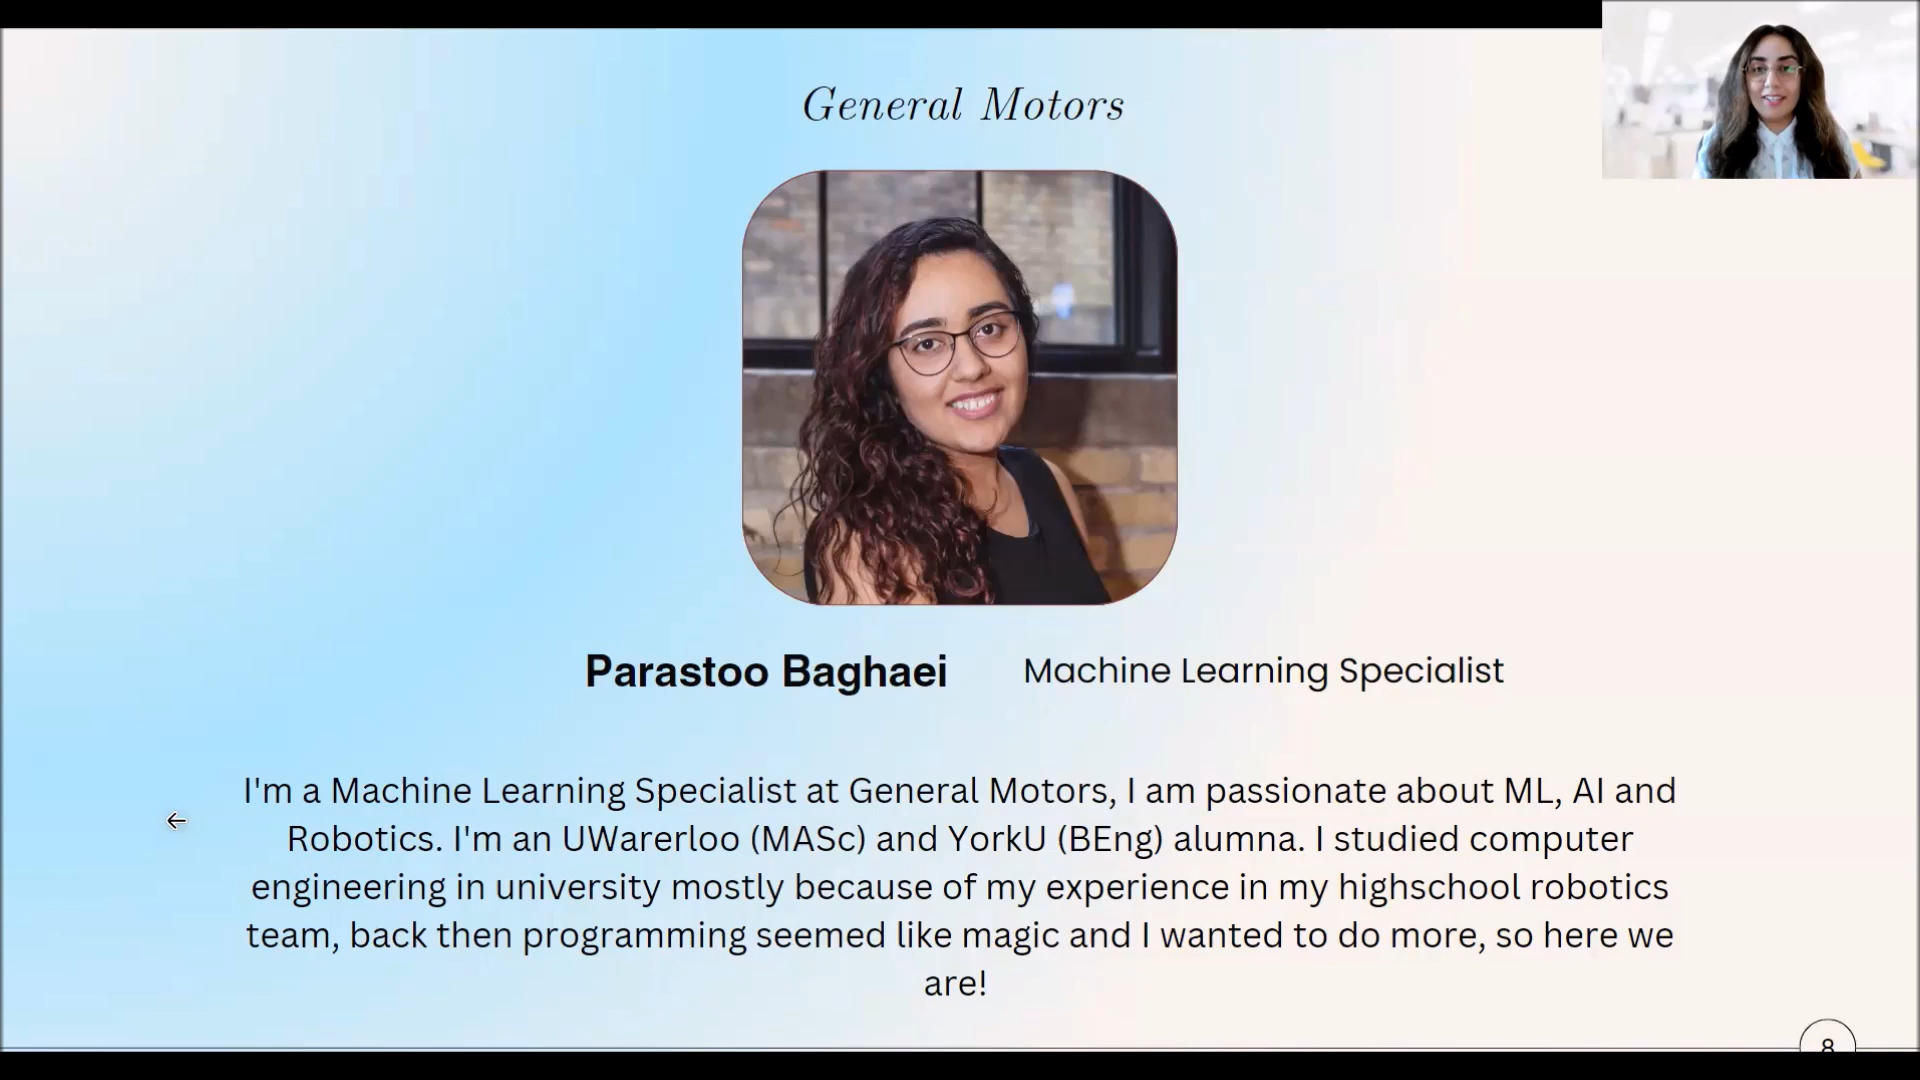 General Motors
Parastoo Baghaei Machine Learning Specialist
I'm a Machine Learning Specialist at General Motors, I am passionate about ML, AI and
Robotics. I'm an UWarerloo (MASc) and YorkU (BEng) alumna. I studied computer
engineering in university mostly because of my experience in my highschool robotics
team, back then programming seemed like magic and I wanted to do more, so here we
are!
8